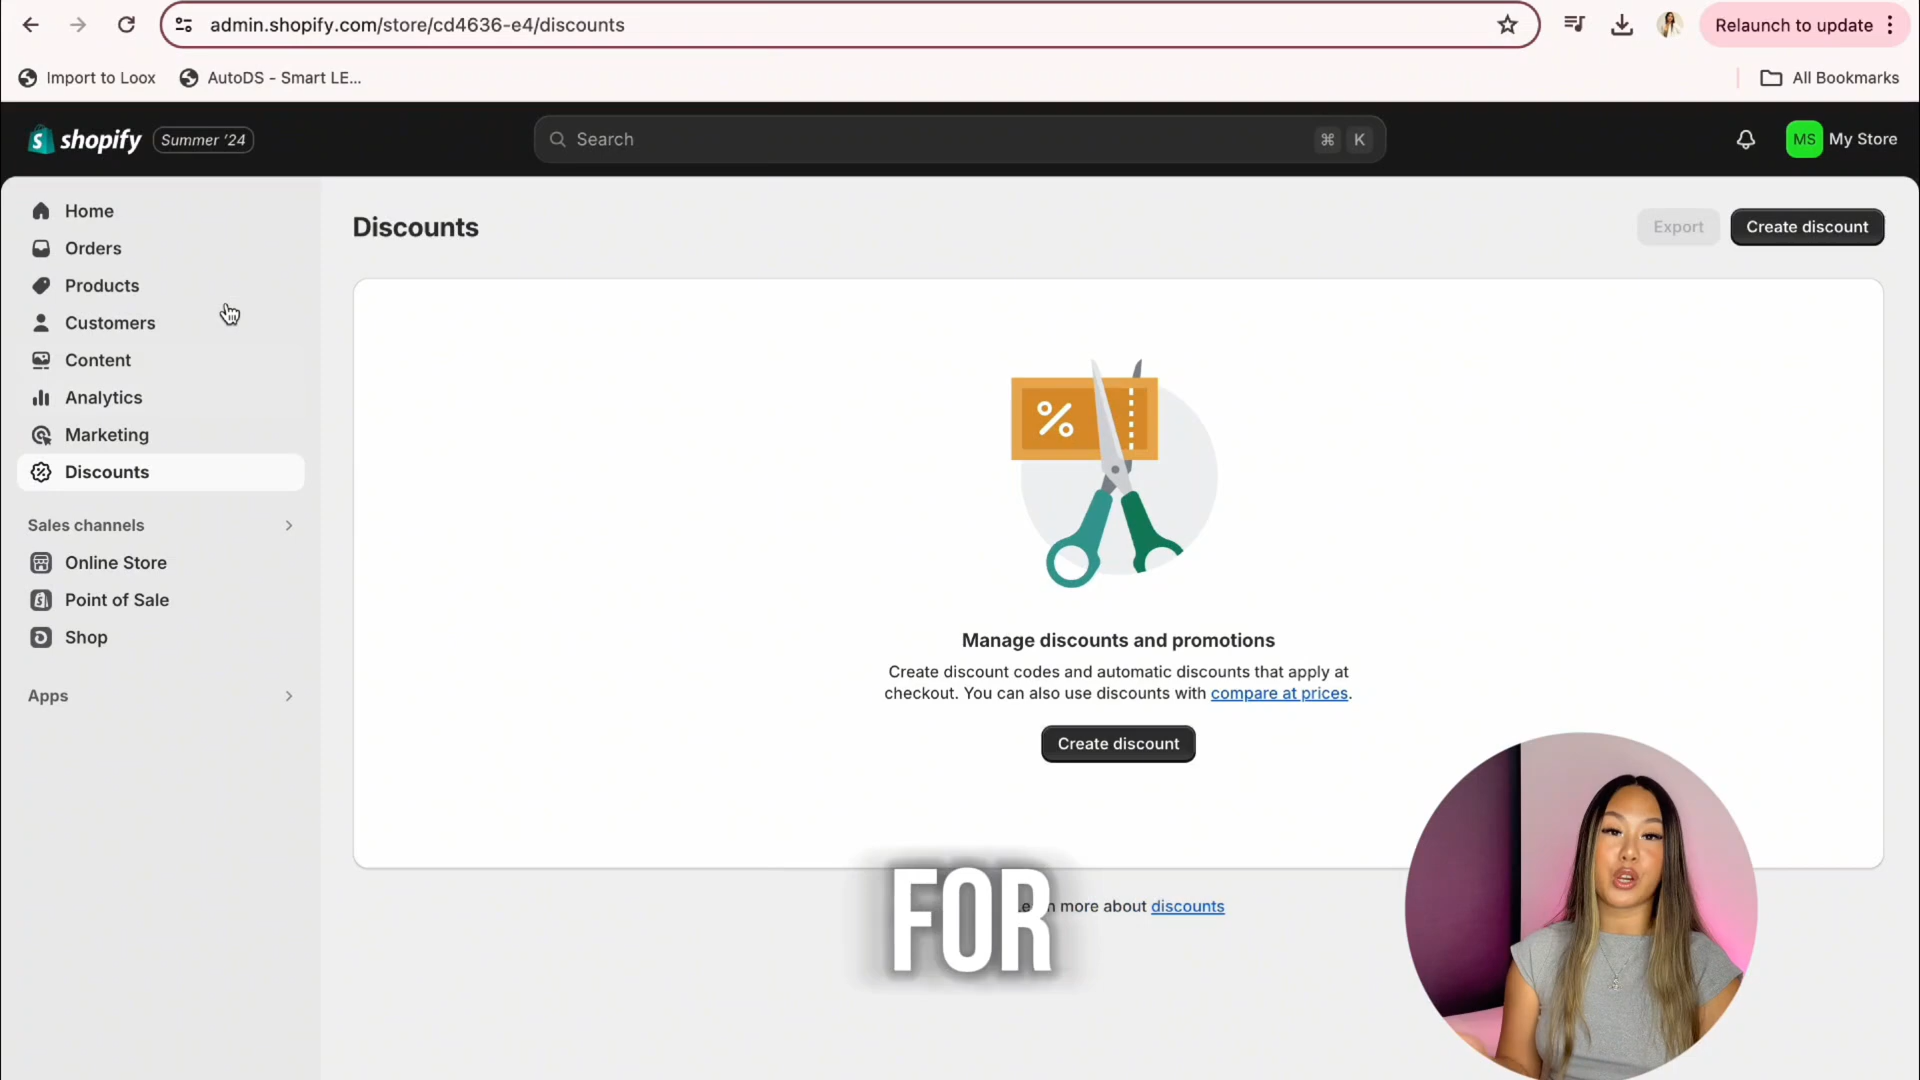 admin.shopify.com/store/cd4636-e4/discounts
Relaunch to update
Import to Loox
AutoDS - Smart LE...
All Bookmarks
shopify
Summer '24
Search
⌘ K
MS My Store
Home
Orders
Products
Customers
Content
Analytics
Marketing
Discounts
Sales channels
Online Store
Point of Sale
Shop
Apps
Discounts
Export
Create discount
%
Manage discounts and promotions
Create discount codes and automatic discounts that apply at
checkout. You can also use discounts with compare at prices.
Create discount
more about discounts
FOR